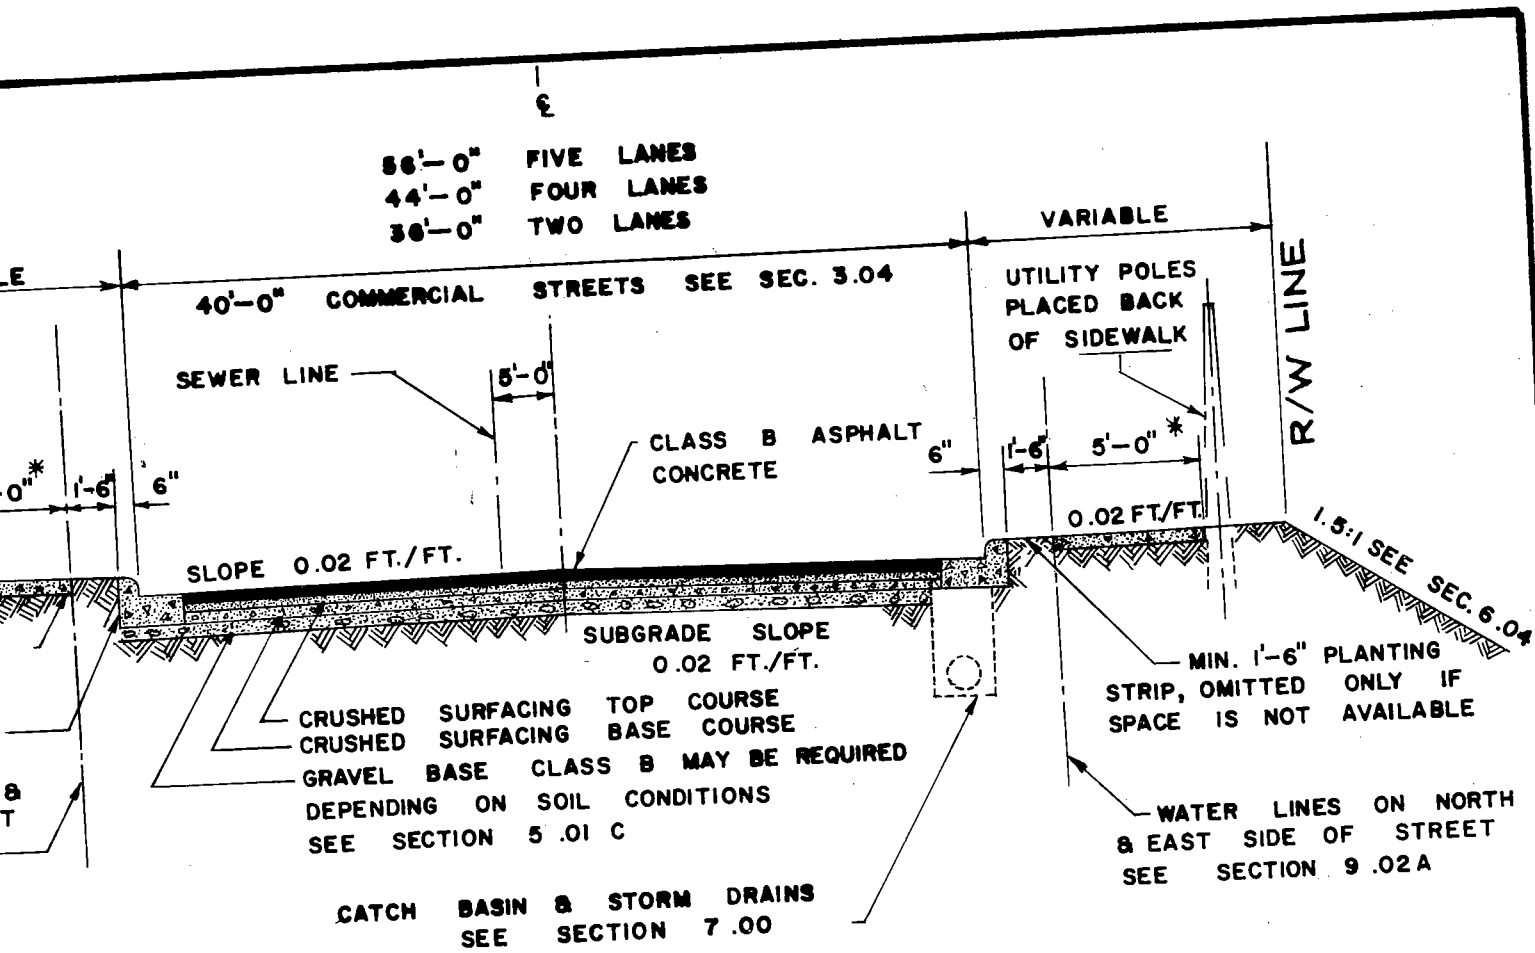 ℄
56'-0" FIVE LANES
44'-0" FOUR LANES
36'-0" TWO LANES
VARIABLE
LE
40'-0" COMMERCIAL STREETS SEE SEC. 3.04
UTILITY POLES
PLACED BACK
OF SIDEWALK
R/W LINE
SEWER LINE
5'-0"
CLASS B ASPHALT
CONCRETE
-0" *
1'-6"
6"
6"
1'-6"
5'-0" *
SLOPE 0.02 FT./FT.
0.02 FT./FT.
1.5:1 SEE SEC. 6.04
SUBGRADE SLOPE
0.02 FT./FT.
MIN. 1'-6" PLANTING
STRIP, OMITTED ONLY IF
SPACE IS NOT AVAILABLE
CRUSHED SURFACING TOP COURSE
CRUSHED SURFACING BASE COURSE
GRAVEL BASE CLASS B MAY BE REQUIRED
DEPENDING ON SOIL CONDITIONS
SEE SECTION 5 .01 C
&
T
WATER LINES ON NORTH
& EAST SIDE OF STREET
SEE SECTION 9 .02A
CATCH BASIN & STORM DRAINS
SEE SECTION 7 .00